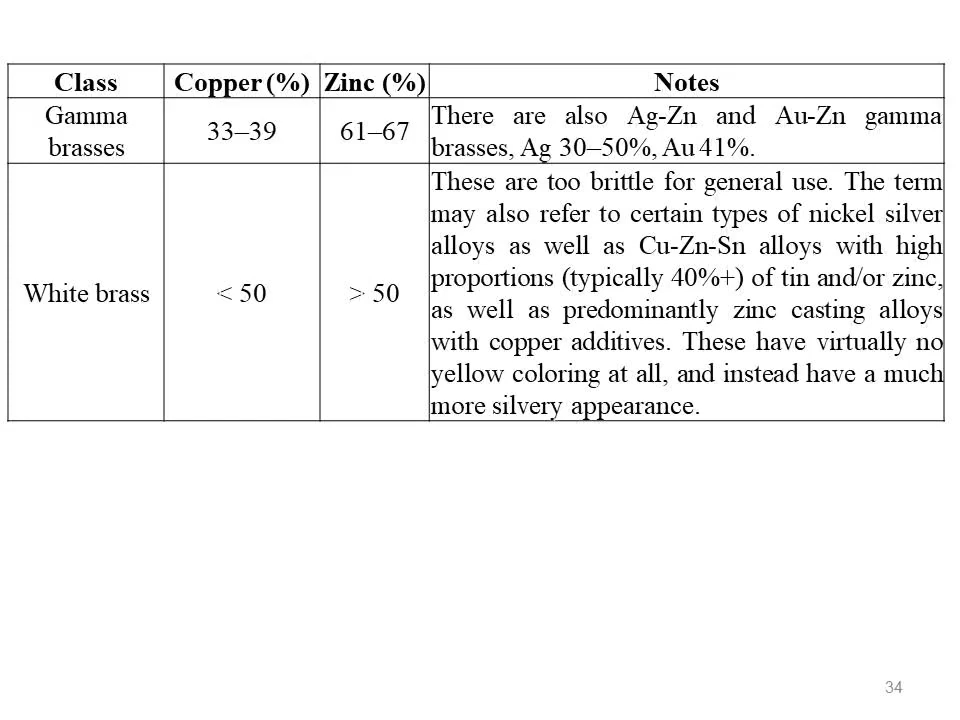 Class Copper (%) Zinc (%) Notes
Gamma
brasses
33–39
61–67
There are also Ag-Zn and Au-Zn gamma
brasses, Ag 30–50%, Au 41%.
White brass
< 50
> 50
These are too brittle for general use. The term
may also refer to certain types of nickel silver
alloys as well as Cu-Zn-Sn alloys with high
proportions (typically 40%+) of tin and/or zinc,
as well as predominantly zinc casting alloys
with copper additives. These have virtually no
yellow coloring at all, and instead have a much
more silvery appearance.
34